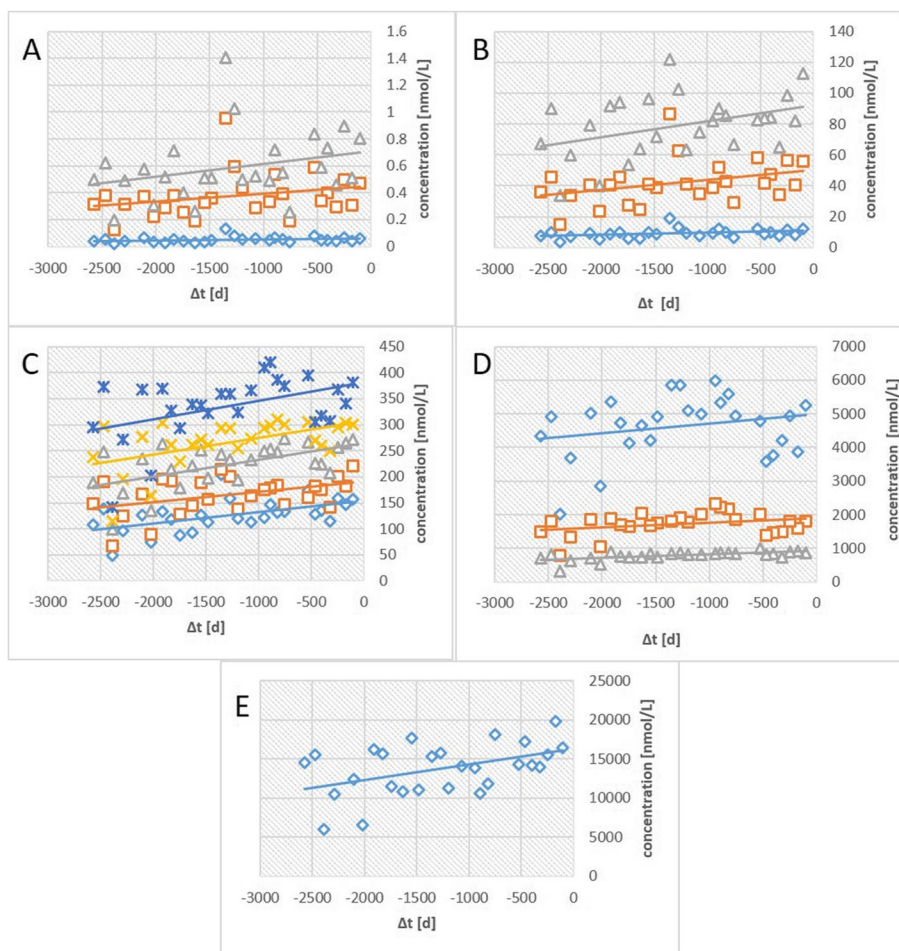 A
1.6
1.4
1.2
1
0.8
0.6
0.4
0.2
0
concentration [nmol/L]
-3000 -2500 -2000 -1500 -1000 -500 0
Δt [d]
B
140
120
100
80
60
40
20
0
concentration [nmol/L]
-3000 -2500 -2000 -1500 -1000 -500 0
Δt [d]
C
450
400
350
300
250
200
150
100
50
0
concentration [nmol/L]
-3000 -2500 -2000 -1500 -1000 -500 0
Δt [d]
D
7000
6000
5000
4000
3000
2000
1000
0
concentration [nmol/L]
-3000 -2500 -2000 -1500 -1000 -500 0
Δt [d]
E
25000
20000
15000
10000
5000
0
concentration [nmol/L]
-3000 -2500 -2000 -1500 -1000 -500 0
Δt [d]